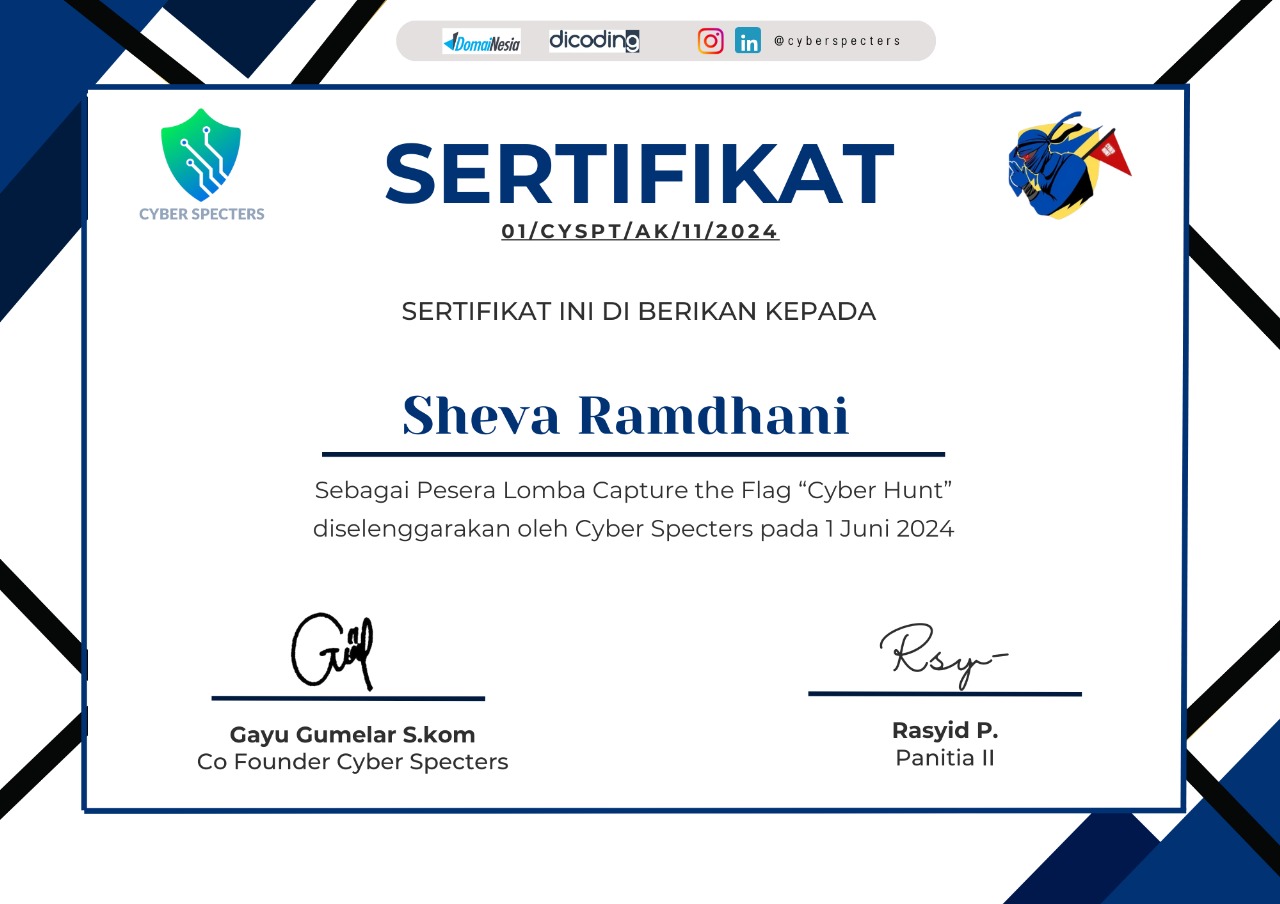 DomaiNesia dicoding @cyberspecters
CYBER SPECTERS
SERTIFIKAT
01/CYSPT/AK/11/2024
SERTIFIKAT INI DI BERIKAN KEPADA
Sheva Ramdhani
Sebagai Pesera Lomba Capture the Flag “Cyber Hunt”
diselenggarakan oleh Cyber Specters pada 1 Juni 2024
Gayu Gumelar S.kom
Co Founder Cyber Specters
Rasyid P.
Panitia II